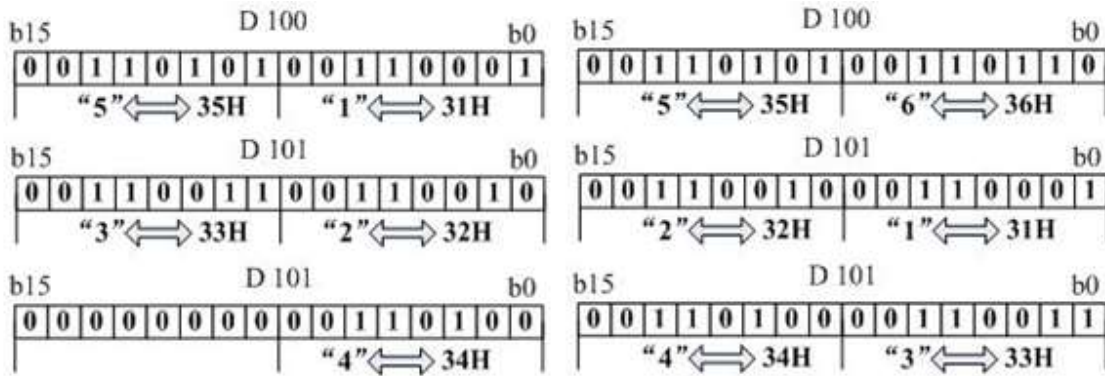 b15 D 100 b0
0 0 1 1 0 1 0 1 0 0 1 1 0 0 0 1
“5” 35H “1” 31H
b15 D 101 b0
0 0 1 1 0 0 1 1 0 0 1 1 0 0 1 0
“3” 33H “2” 32H
b15 D 101 b0
0 0 0 0 0 0 0 0 0 0 1 1 0 1 0 0
“4” 34H
b15 D 100 b0
0 0 1 1 0 1 0 1 0 0 1 1 0 1 1 0
“5” 35H “6” 36H
b15 D 101 b0
0 0 1 1 0 0 1 0 0 0 1 1 0 0 0 1
“2” 32H “1” 31H
b15 D 101 b0
0 0 1 1 0 1 0 0 0 0 1 1 0 0 1 1
“4” 34H “3” 33H